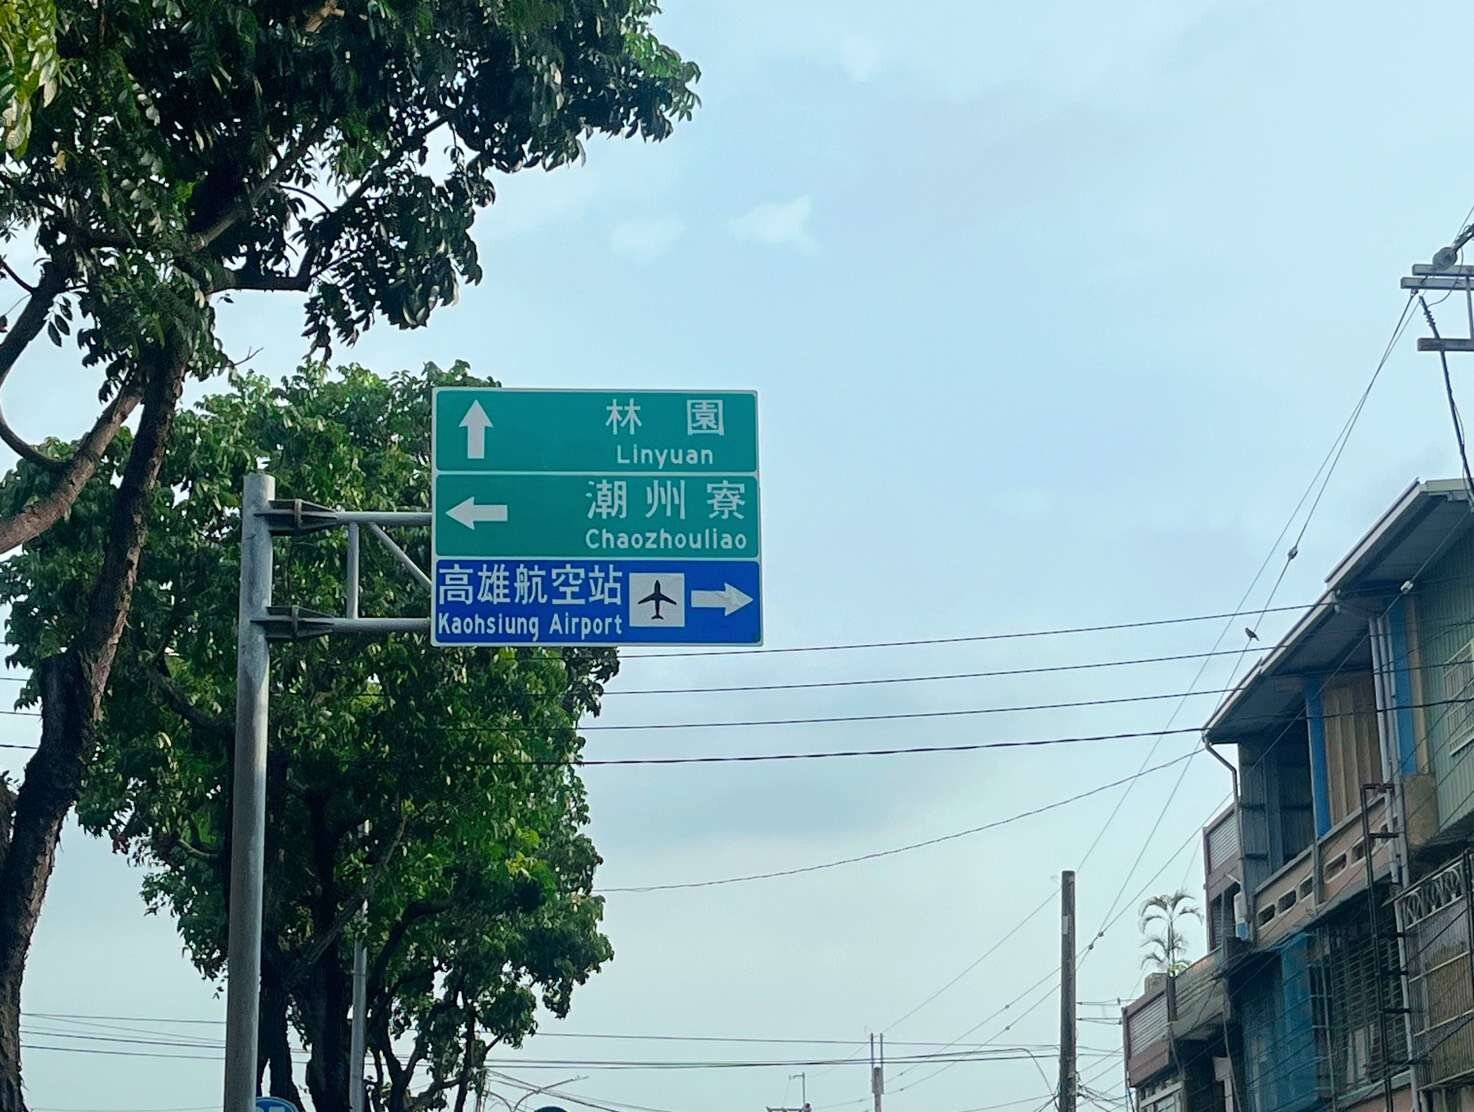 林園
Linyuan
潮州寮
Chaozhouliao
高雄航空站
Kaohsiung Airport